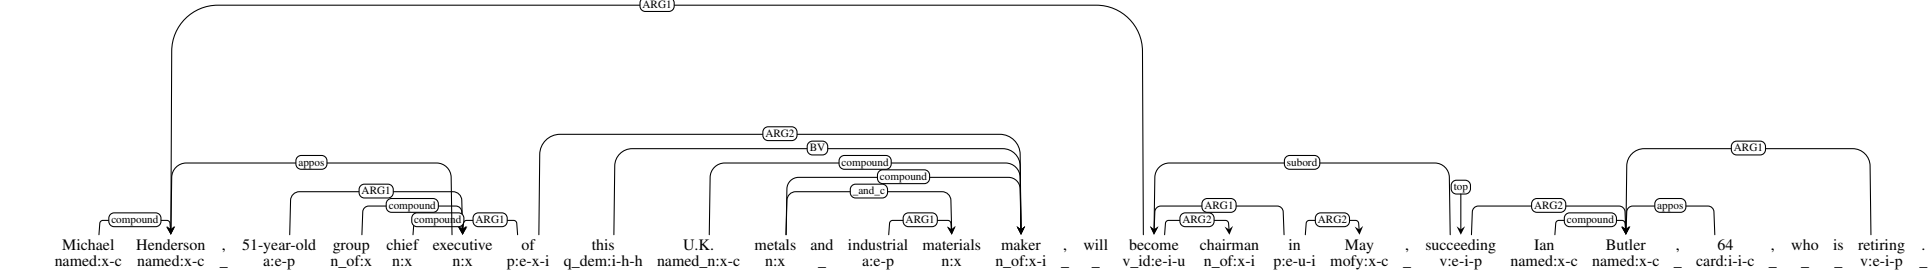 ARG1
ARG2
BV
appos compound subord ARG1
compound
ARG1 _and_c top
compound ARG1 ARG2 appos
compound compound ARG1 ARG1 ARG2 ARG2 compound
Michael Henderson , 51-year-old group chief executive of this U.K. metals and industrial materials maker , will become chairman in May , succeeding Ian Butler , 64 , who is retiring .
named:x-c named:x-c _ a:e-p n_of:x n:x n:x p:e-x-i q_dem:i-h-h named_n:x-c n:x _ a:e-p n:x n_of:x-i _ _ v_id:e-i-u n_of:x-i p:e-u-i mofy:x-c _ v:e-i-p named:x-c named:x-c _ card:i-i-c _ _ _ v:e-i-p _